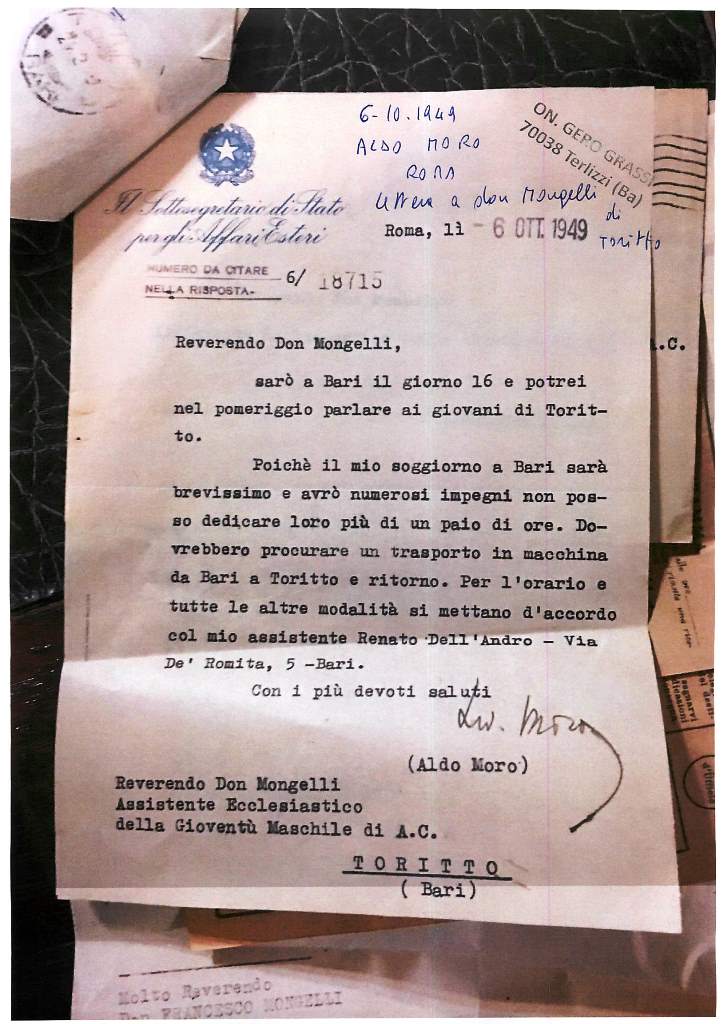 6-10.1949
ALDO MORO
ROMA
lettera a don Mongelli
di
Toritto
ON. GERO GRASSI
70038 Terlizzi (Ba)
Il Sottosegretario di Stato
per gli Affari Esteri
Roma, lì - 6 OTT. 1949
NUMERO DA CITARE
NELLA RISPOSTA-
6/ 18715
Reverendo Don Mongelli,
.C.
sarò a Bari il giorno 16 e potrei
nel pomeriggio parlare ai giovani di Torit-
to.
Poichè il mio soggiorno a Bari sarà
brevissimo e avrò numerosi impegni non pos-
so dedicare loro più di un paio di ore. Do-
vrebbero procurare un trasporto in macchina
da Bari a Toritto e ritorno. Per l'orario e
tutte le altre modalità si mettano d'accordo
col mio assistente Renato Dell'Andro - Via
De' Romita, 5 -Bari.
Con i più devoti saluti
Moro
(Aldo Moro)
Reverendo Don Mongelli
Assistente Ecclesiastico
della Gioventù Maschile di A.C.
TORITTO
( Bari)
Molto Reverendo
Don FRANCESCO MONGELLI